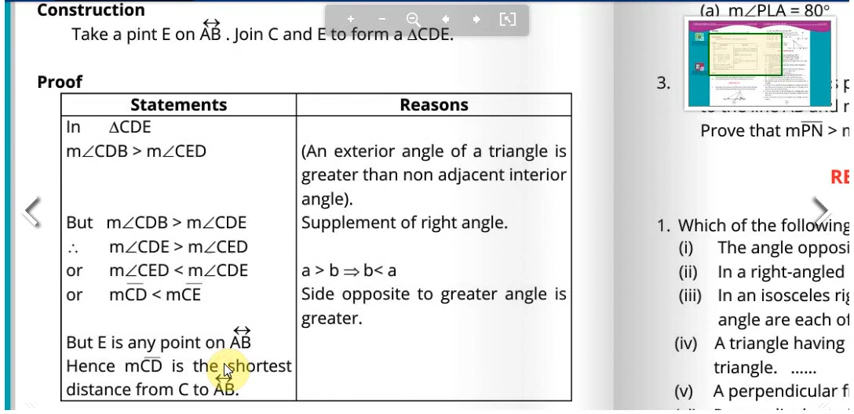 Construction
Take a pint E on AB. Join C and E to form a ΔCDE.
Proof
Statements Reasons
In ΔCDE
m∠CDB > m∠CED (An exterior angle of a triangle is
greater than non adjacent interior
angle).
But m∠CDB > m∠CDE Supplement of right angle.
∴ m∠CDE > m∠CED
or m∠CED < m∠CDE a > b ⇒ b< a
or mCD < mCE Side opposite to greater angle is
greater.
But E is any point on AB
Hence mCD is the shortest
distance from C to AB.
(a) m∠PLA = 80°
3.
Prove that mPN >
1. Which of the following
(i) The angle opposi
(ii) In a right-angled
(iii) In an isosceles rig
angle are each of
(iv) A triangle having
triangle. ......
(v) A perpendicular f